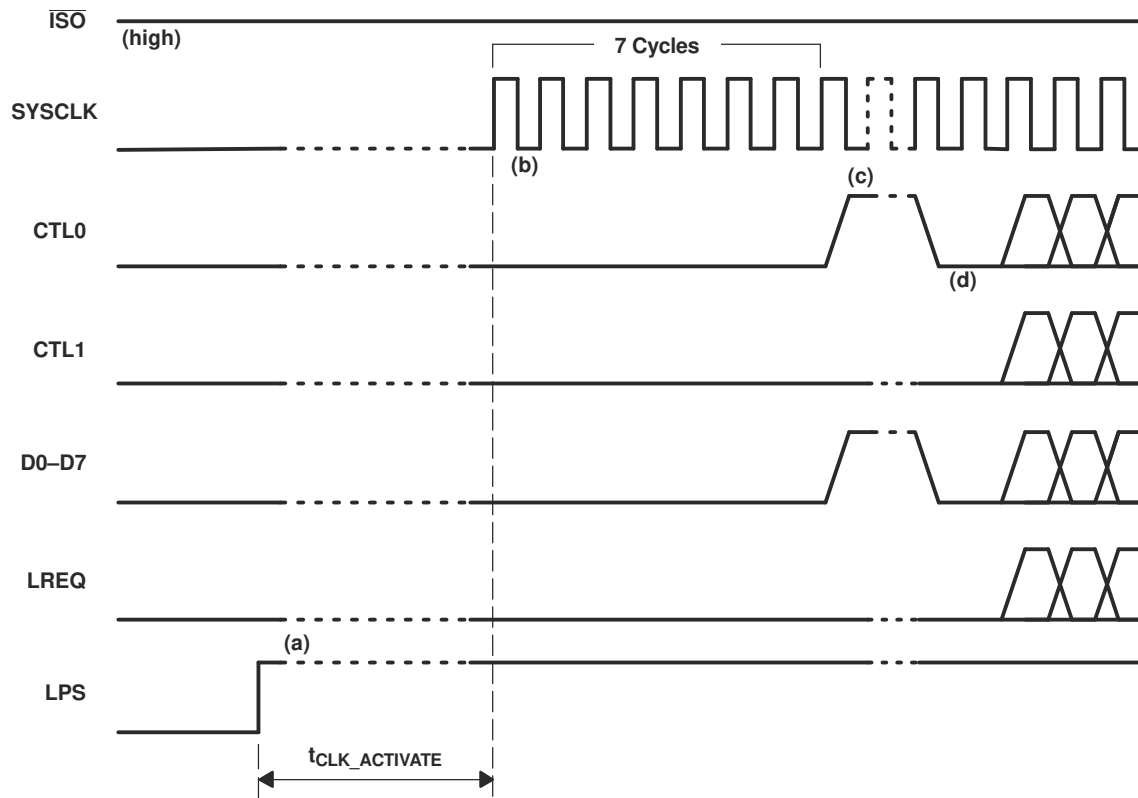 ISO
(high)
7 Cycles
SYSCLK
(b)
(c)
CTL0
(d)
CTL1
D0–D7
LREQ
(a)
LPS
tCLK_ACTIVATE